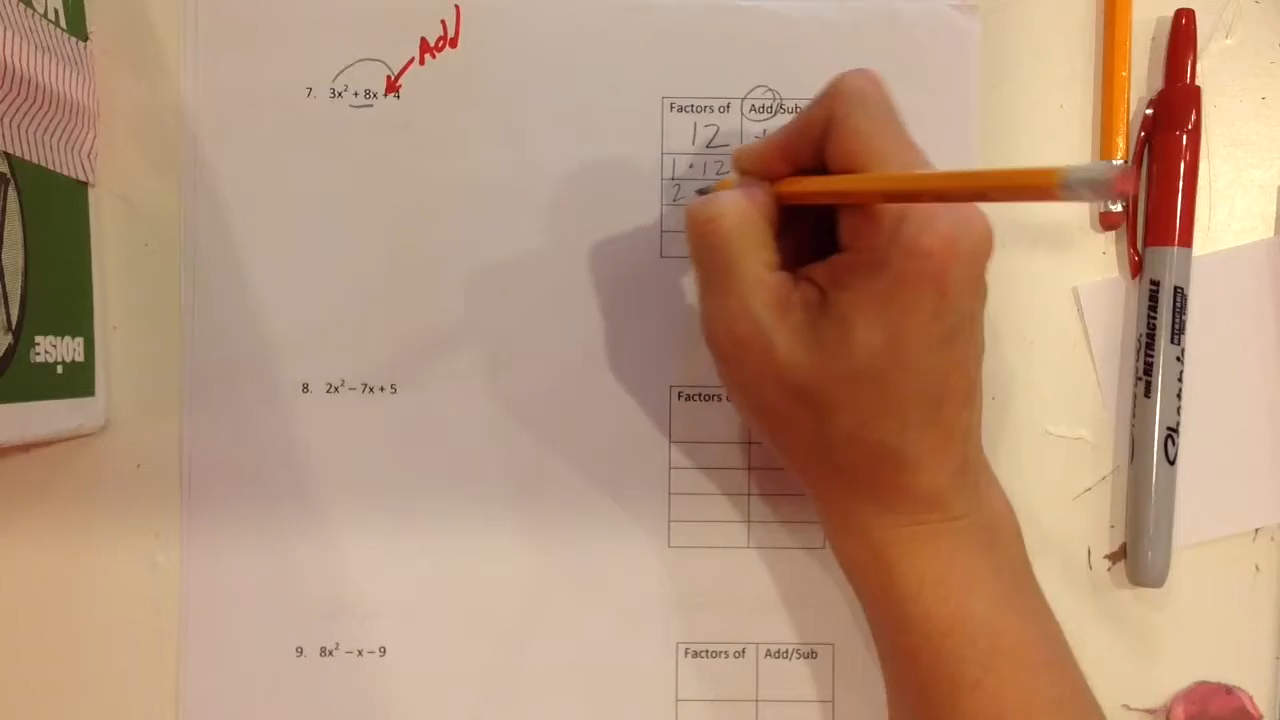 Add
7. 3x² + 8x + 4
Factors of Add/Sub
12 +
1 · 12
2
BOISE®
8. 2x² – 7x + 5
Factors
9. 8x² – x – 9
Factors of Add/Sub
RETRACTABLE
Sharpie